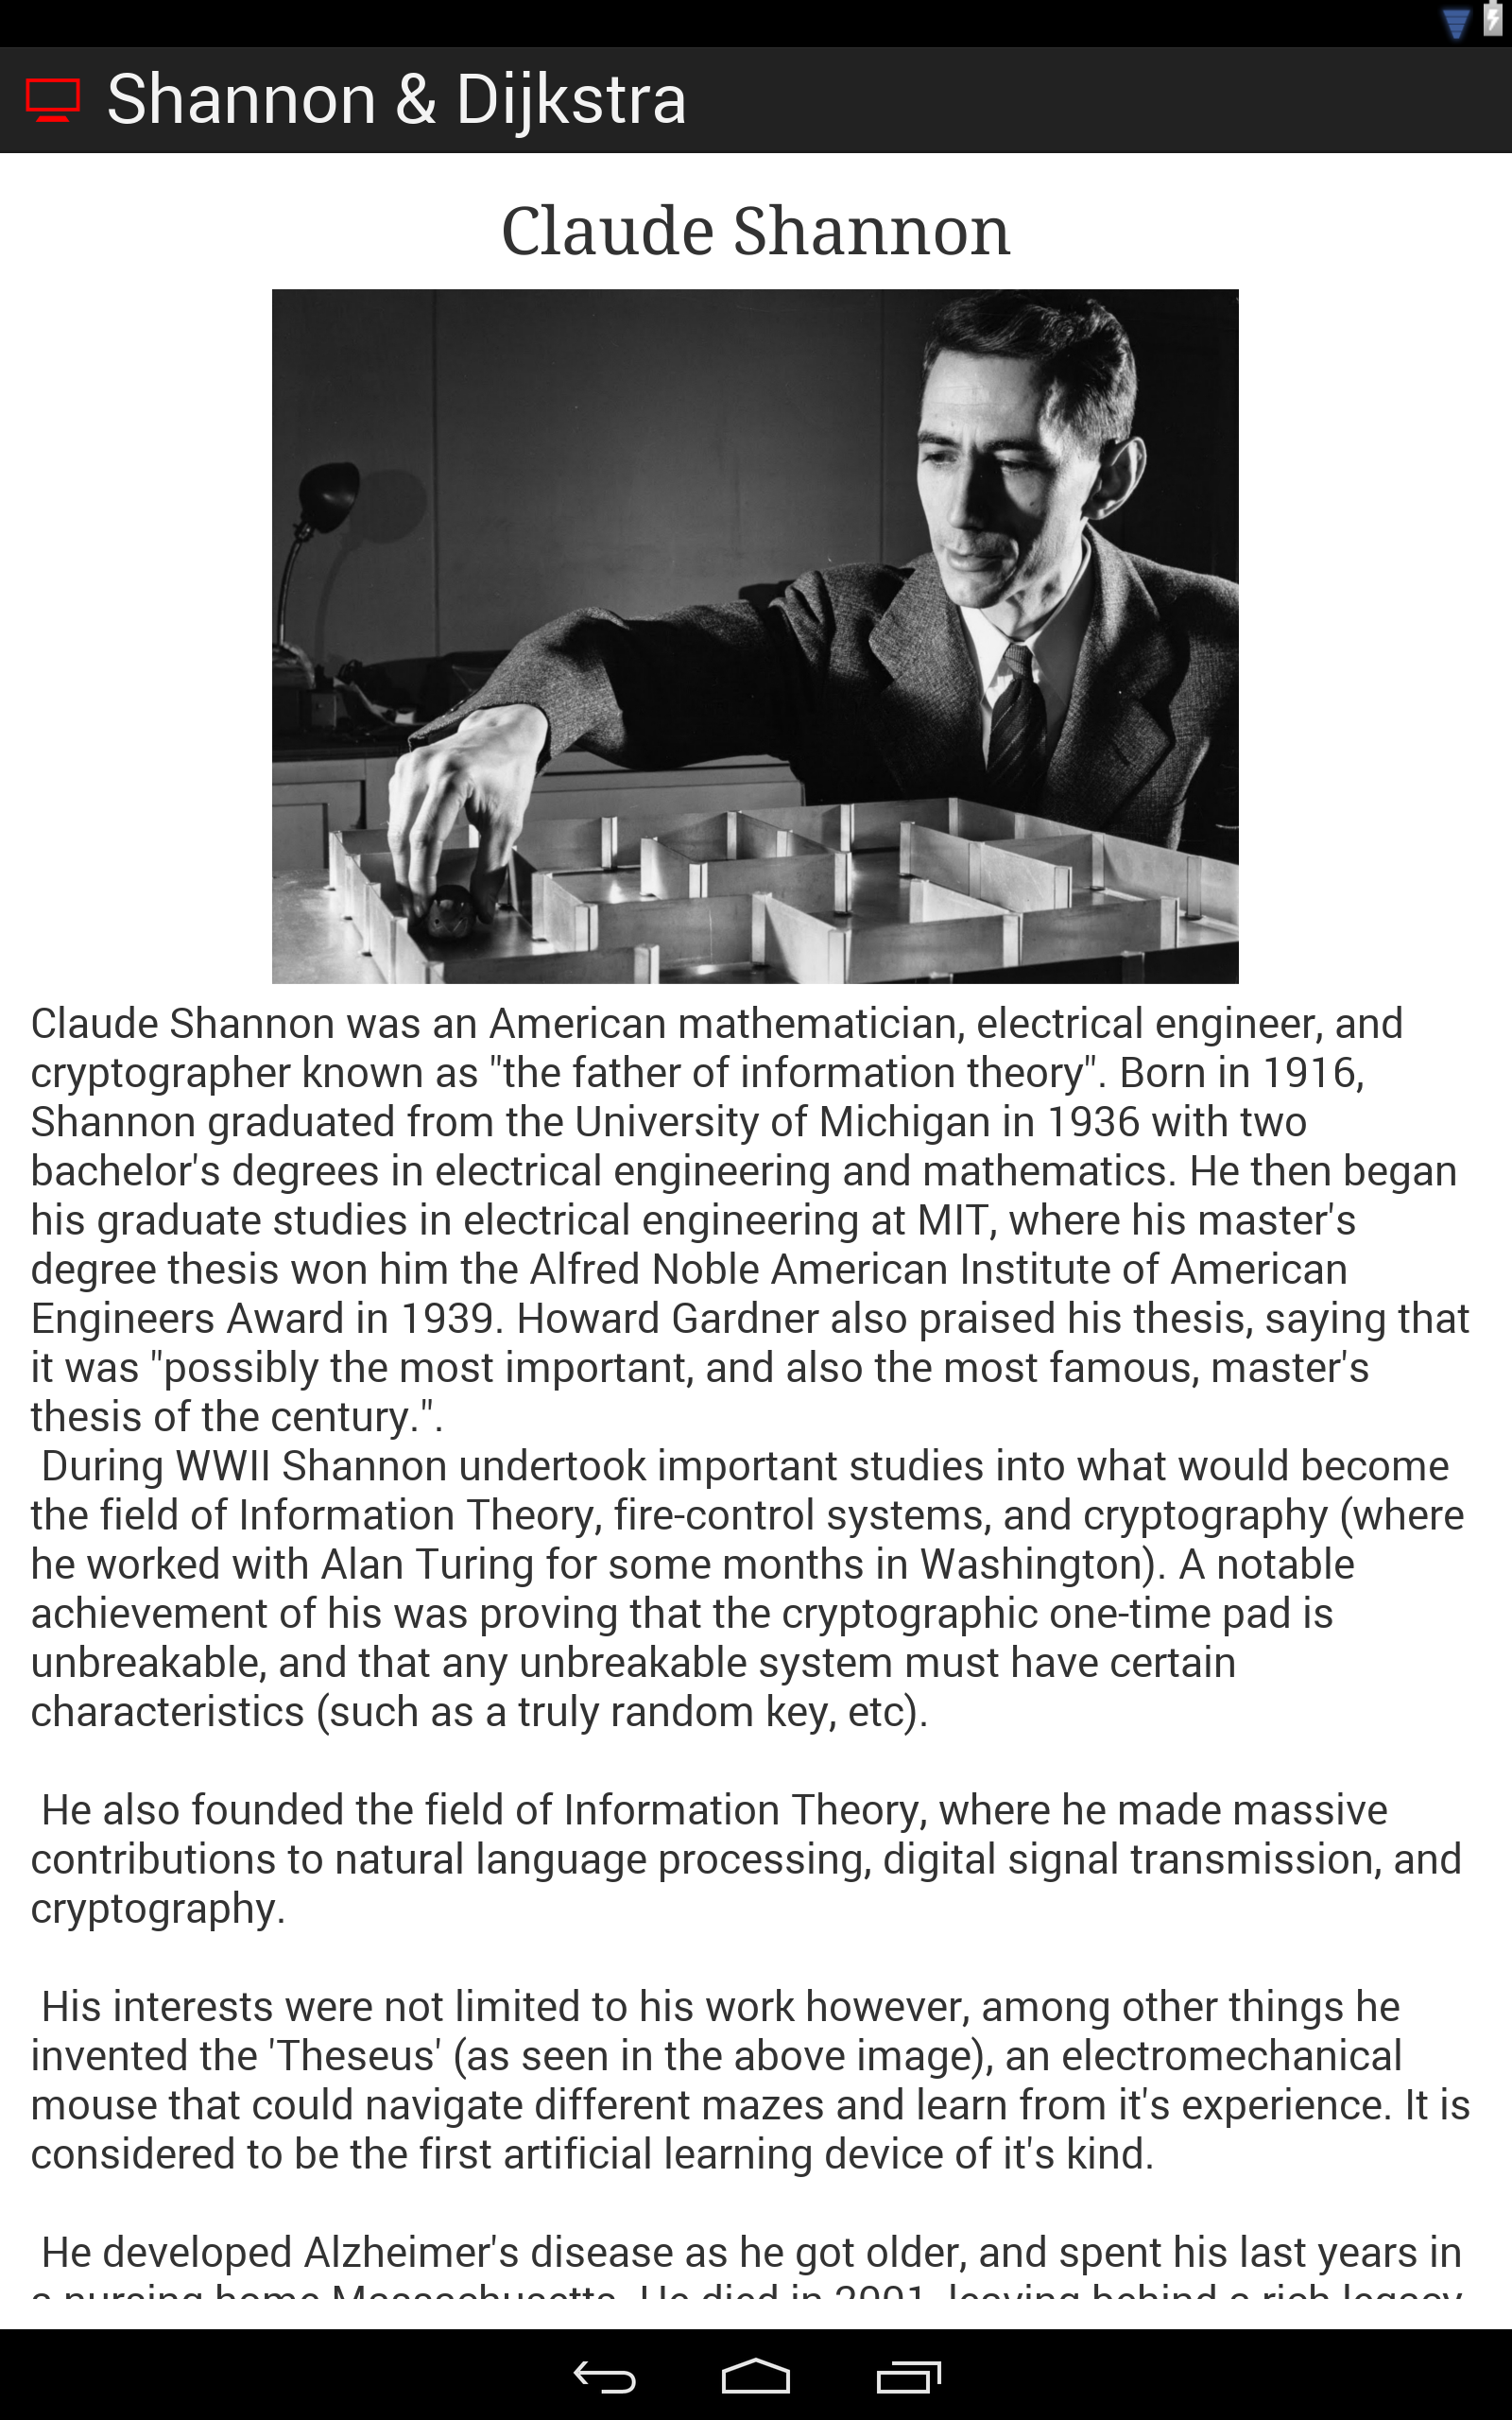 Shannon & Dijkstra
Claude Shannon
Claude Shannon was an American mathematician, electrical engineer, and
cryptographer known as "the father of information theory". Born in 1916,
Shannon graduated from the University of Michigan in 1936 with two
bachelor's degrees in electrical engineering and mathematics. He then began
his graduate studies in electrical engineering at MIT, where his master's
degree thesis won him the Alfred Noble American Institute of American
Engineers Award in 1939. Howard Gardner also praised his thesis, saying that
it was "possibly the most important, and also the most famous, master's
thesis of the century.".
During WWII Shannon undertook important studies into what would become
the field of Information Theory, fire-control systems, and cryptography (where
he worked with Alan Turing for some months in Washington). A notable
achievement of his was proving that the cryptographic one-time pad is
unbreakable, and that any unbreakable system must have certain
characteristics (such as a truly random key, etc).
He also founded the field of Information Theory, where he made massive
contributions to natural language processing, digital signal transmission, and
cryptography.
His interests were not limited to his work however, among other things he
invented the 'Theseus' (as seen in the above image), an electromechanical
mouse that could navigate different mazes and learn from it's experience. It is
considered to be the first artificial learning device of it's kind.
He developed Alzheimer's disease as he got older, and spent his last years in
a nursing home Massachusetts. He died in 2001, leaving behind a rich legacy